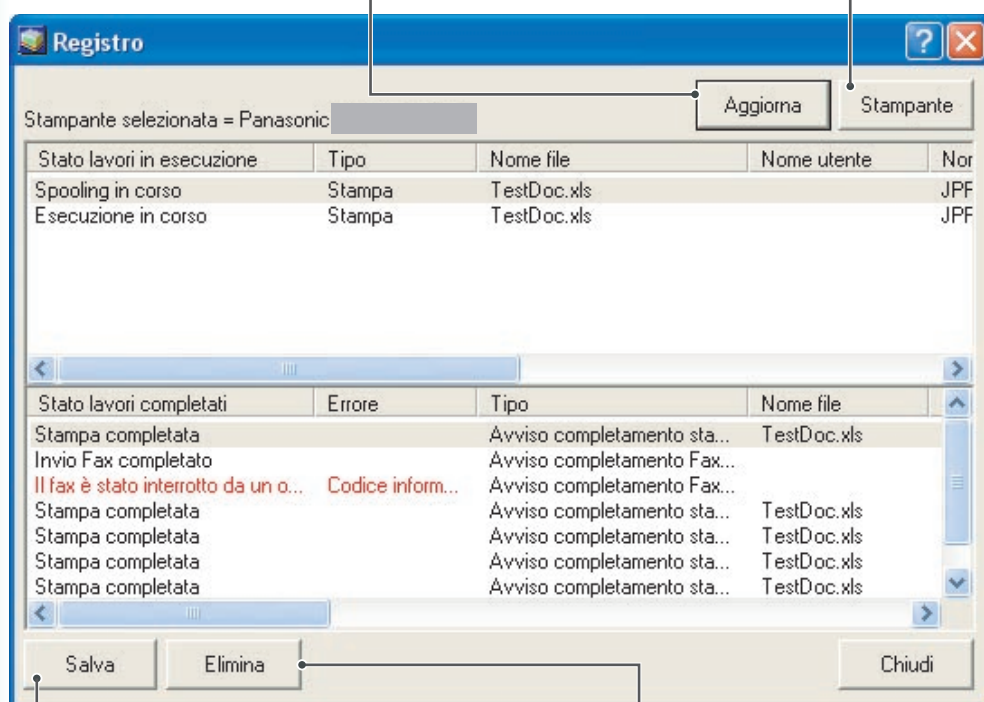 Registro
Aggiorna Stampante
Stampante selezionata = Panasonic
Stato lavori in esecuzione Tipo Nome file Nome utente Nor
Spooling in corso Stampa TestDoc.xls JPF
Esecuzione in corso Stampa TestDoc.xls JPF
Stato lavori completati Errore Tipo Nome file
Stampa completata Avviso completamento sta... TestDoc.xls
Invio Fax completato Avviso completamento Fax...
Il fax è stato interrotto da un o... Codice inform... Avviso completamento Fax...
Stampa completata Avviso completamento sta... TestDoc.xls
Stampa completata Avviso completamento sta... TestDoc.xls
Stampa completata Avviso completamento sta... TestDoc.xls
Stampa completata Avviso completamento sta... TestDoc.xls
Salva Elimina Chiudi